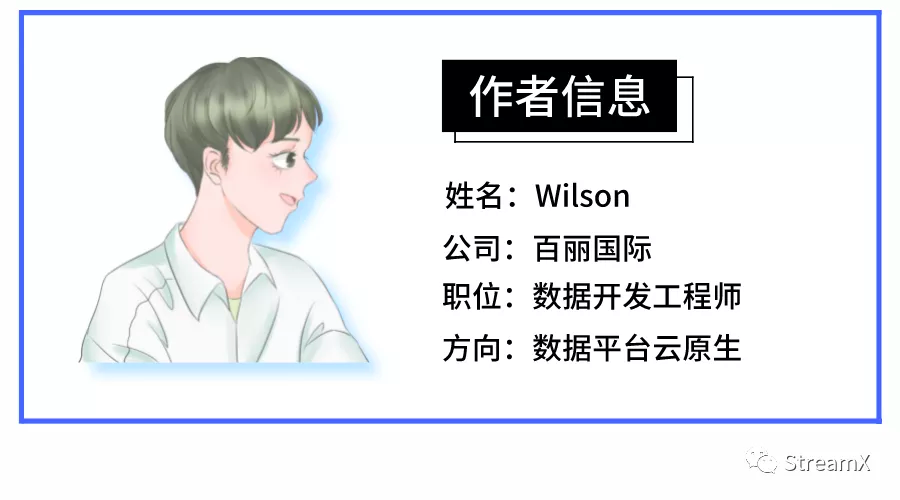 作者信息
姓名：Wilson
公司：百丽国际
职位：数据开发工程师
方向：数据平台云原生
StreamX